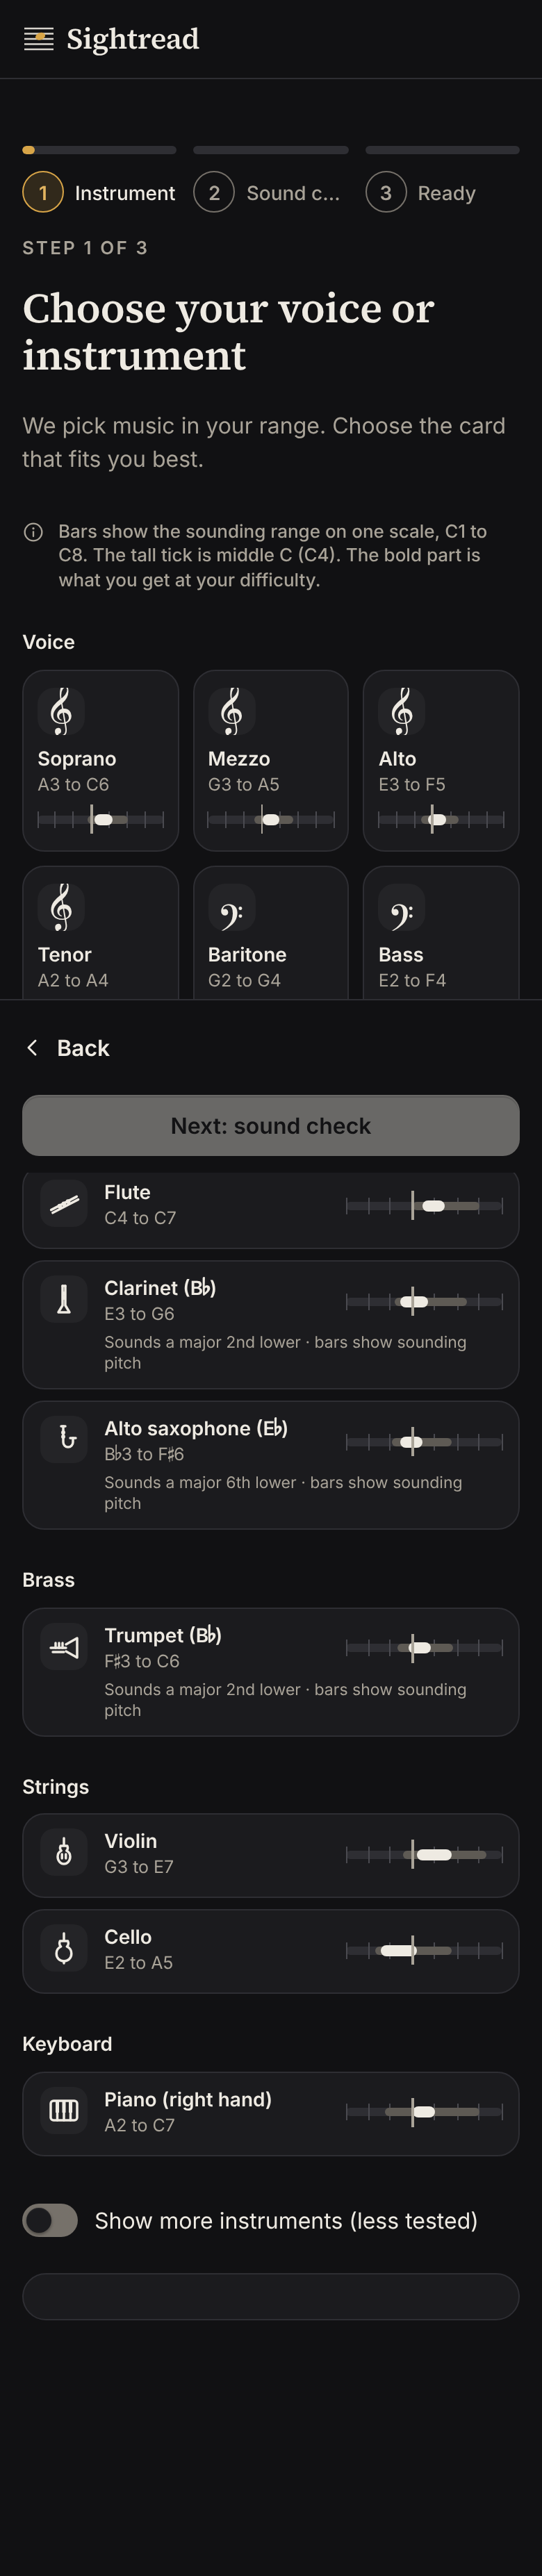 Sightread
1 Instrument 2 Sound c... 3 Ready
STEP 1 OF 3
Choose your voice or
instrument
We pick music in your range. Choose the card
that fits you best.
Bars show the sounding range on one scale, C1 to
C8. The tall tick is middle C (C4). The bold part is
what you get at your difficulty.
Voice
Soprano
A3 to C6
Mezzo
G3 to A5
Alto
E3 to F5
Tenor
A2 to A4
Baritone
G2 to G4
Bass
E2 to F4
Back
Next: sound check
Flute
C4 to C7
Clarinet (B♭)
E3 to G6
Sounds a major 2nd lower · bars show sounding
pitch
Alto saxophone (E♭)
B♭3 to F♯6
Sounds a major 6th lower · bars show sounding
pitch
Brass
Trumpet (B♭)
F♯3 to C6
Sounds a major 2nd lower · bars show sounding
pitch
Strings
Violin
G3 to E7
Cello
E2 to A5
Keyboard
Piano (right hand)
A2 to C7
Show more instruments (less tested)